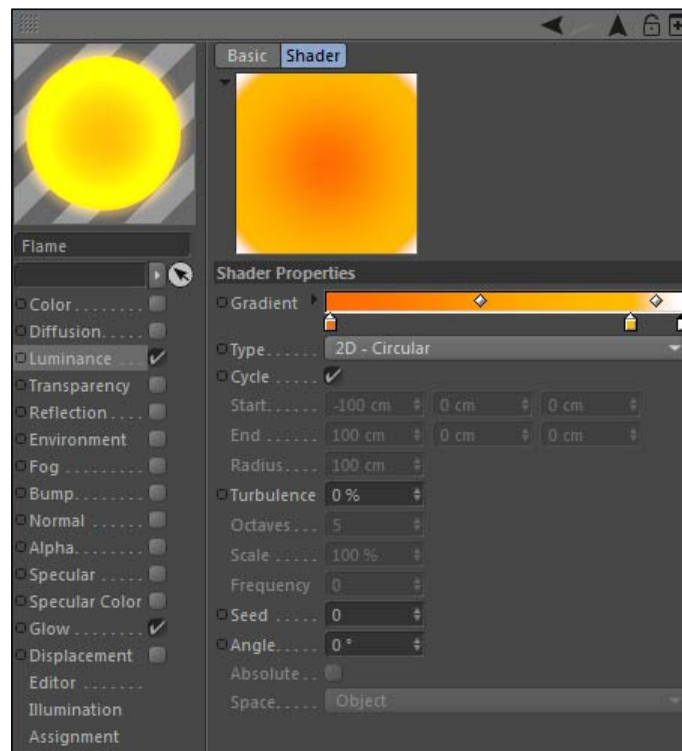 Basic Shader
Flame
Color
Diffusion
Luminance
Transparency
Reflection
Environment
Fog
Bump
Normal
Alpha
Specular
Specular Color
Glow
Displacement
Editor
Illumination
Assignment
Shader Properties
Gradient
Type 2D - Circular
Cycle
Start -100 cm 0 cm 0 cm
End 100 cm 0 cm 0 cm
Radius 100 cm
Turbulence 0 %
Octaves 5
Scale 100 %
Frequency 0
Seed 0
Angle 0 °
Absolute
Space Object